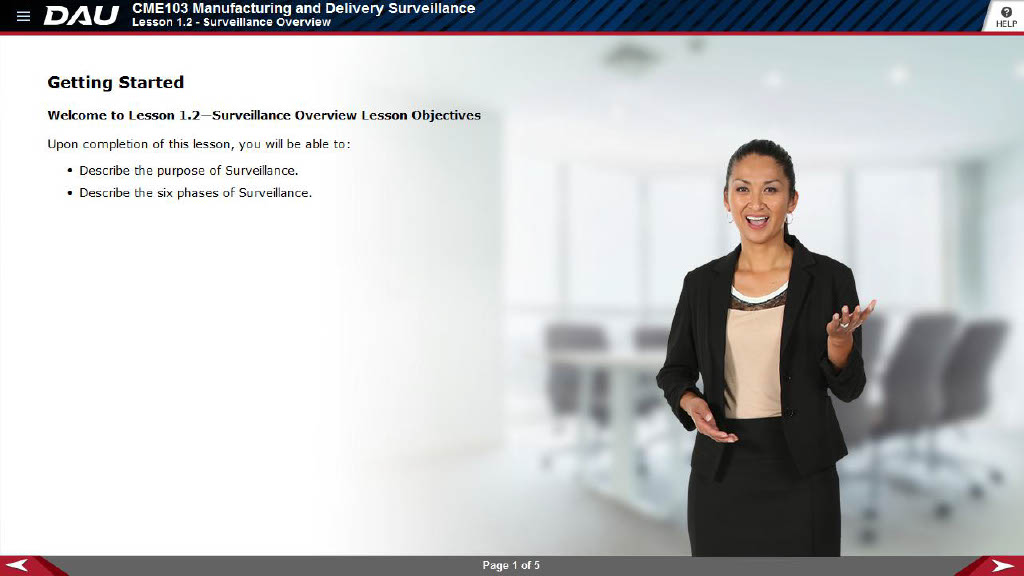 DAU
CME103 Manufacturing and Delivery Surveillance
Lesson 1.2 - Surveillance Overview
HELP
Getting Started
Welcome to Lesson 1.2—Surveillance Overview Lesson Objectives
Upon completion of this lesson, you will be able to:
• Describe the purpose of Surveillance.
• Describe the six phases of Surveillance.
Page 1 of 5